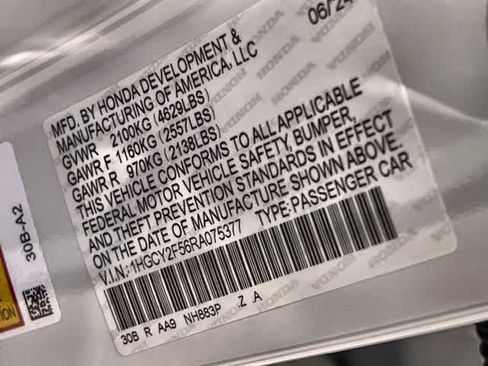 06/24
MFD. BY HONDA DEVELOPMENT &
MANUFACTURING OF AMERICA, LLC
GVWR 2100KG (4629LBS)
GAWR F 1160KG (2557LBS)
GAWR R 970KG (2138LBS)
THIS VEHICLE CONFORMS TO ALL APPLICABLE
FEDERAL MOTOR VEHICLE SAFETY, BUMPER,
AND THEFT PREVENTION STANDARDS IN EFFECT
ON THE DATE OF MANUFACTURE SHOWN ABOVE.
V.I.N.: 1HGCY2F56RA075377 TYPE: PASSENGER CAR
30B R AA9 NH883P Z A
30B-A2
TION
HONDA